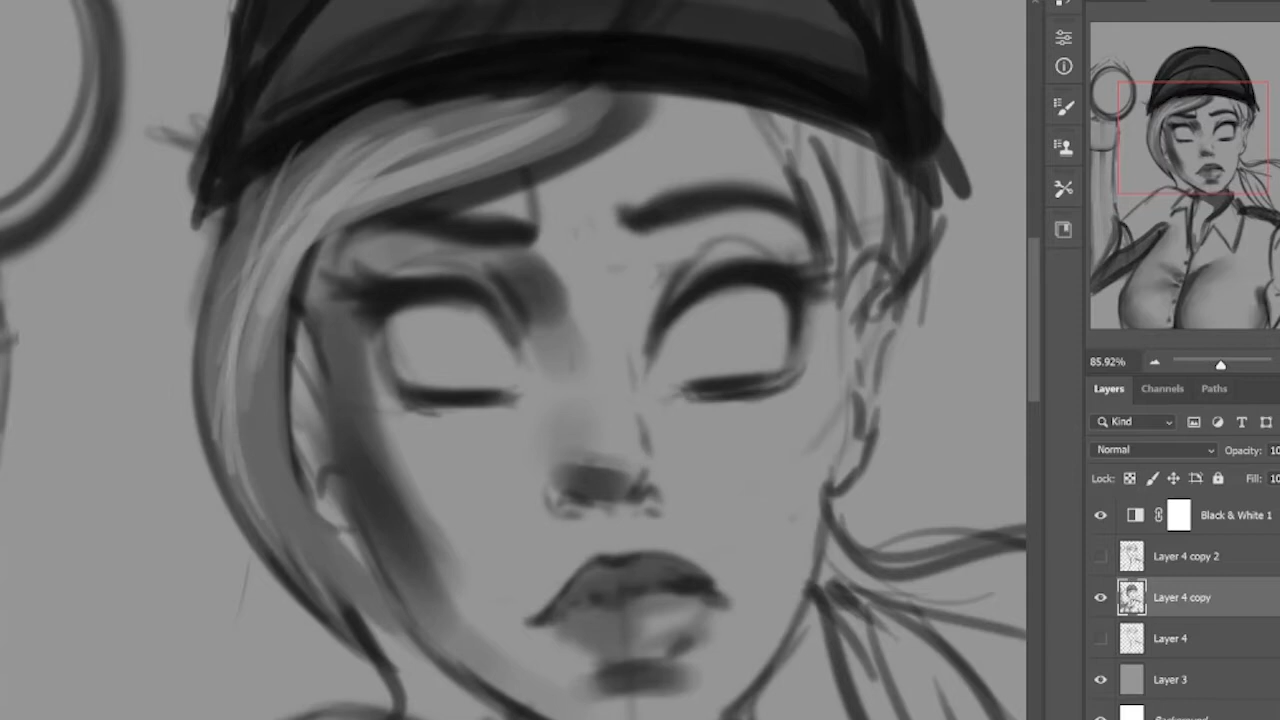 85.92%
Layers Channels Paths
Kind
Normal Opacity: 10
Lock: Fill: 10
Black & White 1
Layer 4 copy 2
Layer 4 copy
Layer 4
Layer 3
Background